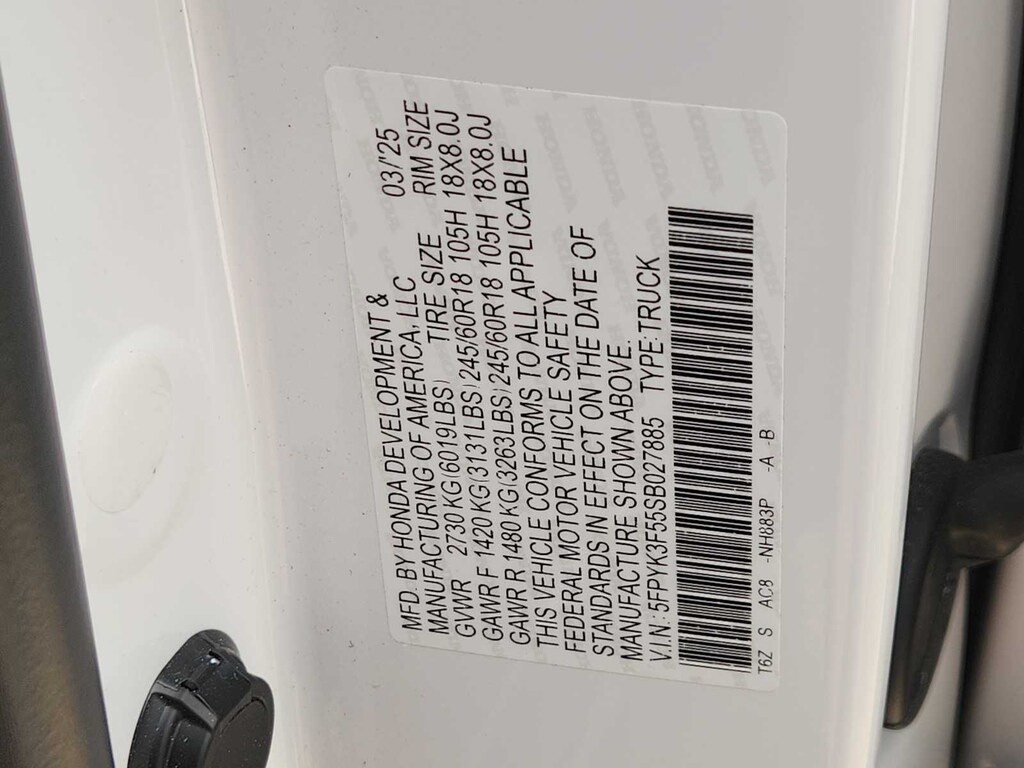 MFD. BY HONDA DEVELOPMENT &
MANUFACTURING OF AMERICA, LLC 03/'25
GVWR 2730 KG(6019LBS) TIRE SIZE RIM SIZE
GAWR F 1420 KG(3131LBS) 245/60R18 105H 18X8.0J
GAWR R 1480 KG(3263LBS) 245/60R18 105H 18X8.0J
THIS VEHICLE CONFORMS TO ALL APPLICABLE
FEDERAL MOTOR VEHICLE SAFETY
STANDARDS IN EFFECT ON THE DATE OF
MANUFACTURE SHOWN ABOVE.
V.I.N.: 5FPYK3F55SB027885 TYPE:TRUCK
T6Z S AC8 -NH883P -A -B